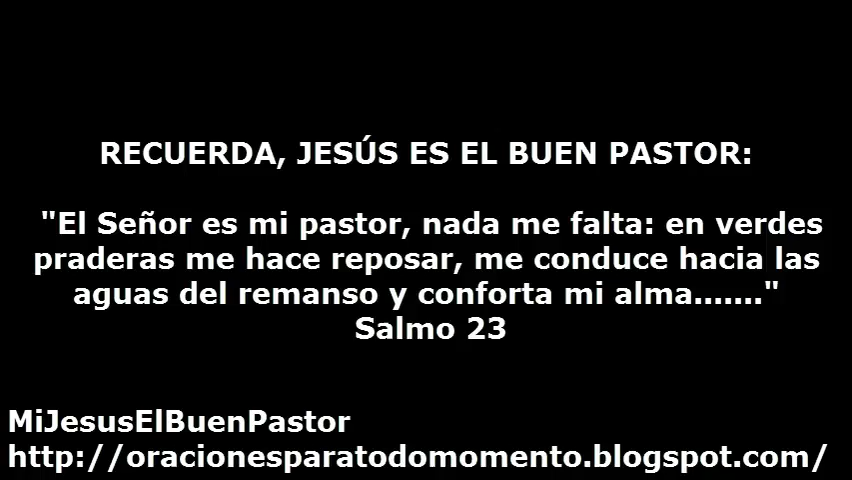 RECUERDA, JESÚS ES EL BUEN PASTOR:
"El Señor es mi pastor, nada me falta: en verdes
praderas me hace reposar, me conduce hacia las
aguas del remanso y conforta mi alma......."
Salmo 23
MiJesusElBuenPastor
http://oracionesparatodomomento.blogspot.com/